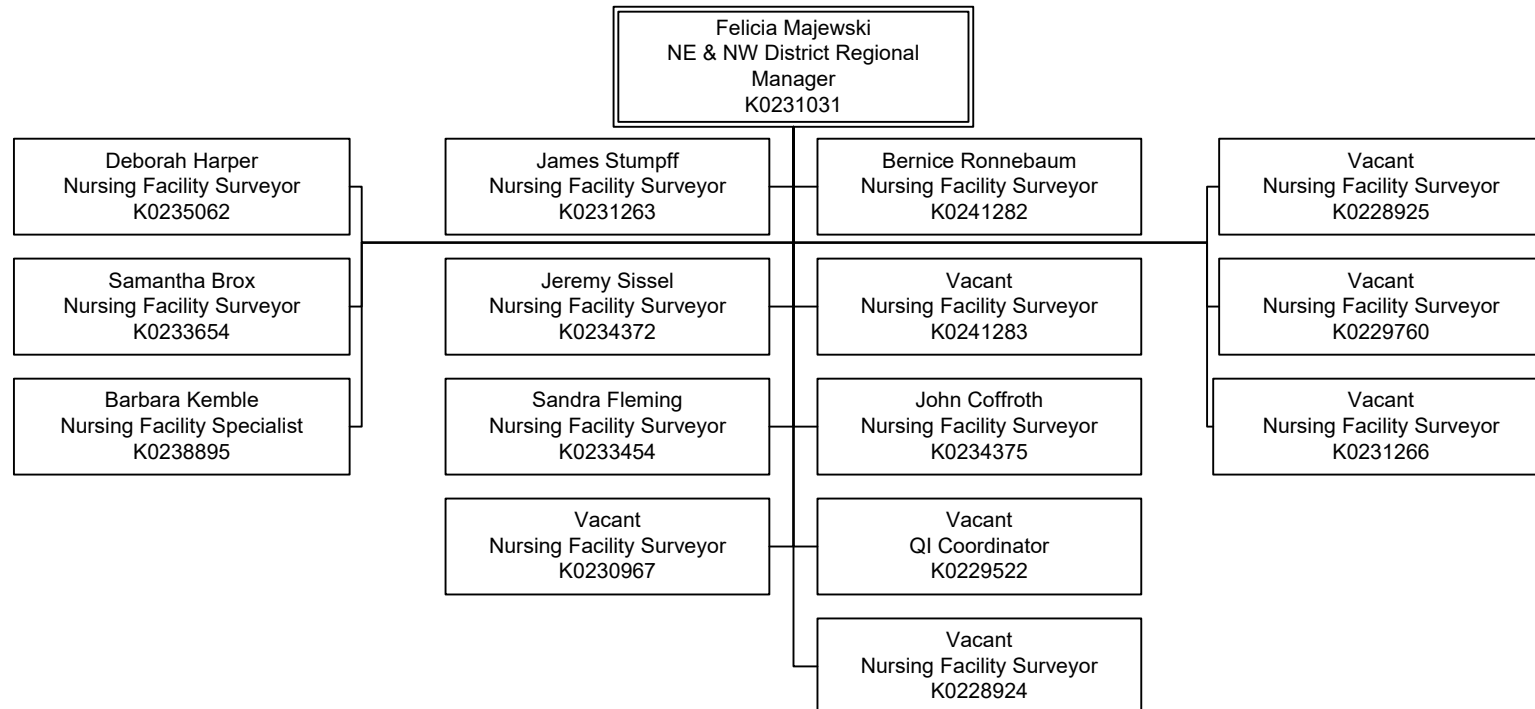 Felicia Majewski
NE & NW District Regional
Manager
K0231031
Deborah Harper
Nursing Facility Surveyor
K0235062
James Stumpff
Nursing Facility Surveyor
K0231263
Bernice Ronnebaum
Nursing Facility Surveyor
K0241282
Vacant
Nursing Facility Surveyor
K0228925
Samantha Brox
Nursing Facility Surveyor
K0233654
Jeremy Sissel
Nursing Facility Surveyor
K0234372
Vacant
Nursing Facility Surveyor
K0241283
Vacant
Nursing Facility Surveyor
K0229760
Barbara Kemble
Nursing Facility Specialist
K0238895
Sandra Fleming
Nursing Facility Surveyor
K0233454
John Coffroth
Nursing Facility Surveyor
K0234375
Vacant
Nursing Facility Surveyor
K0231266
Vacant
Nursing Facility Surveyor
K0230967
Vacant
QI Coordinator
K0229522
Vacant
Nursing Facility Surveyor
K0228924